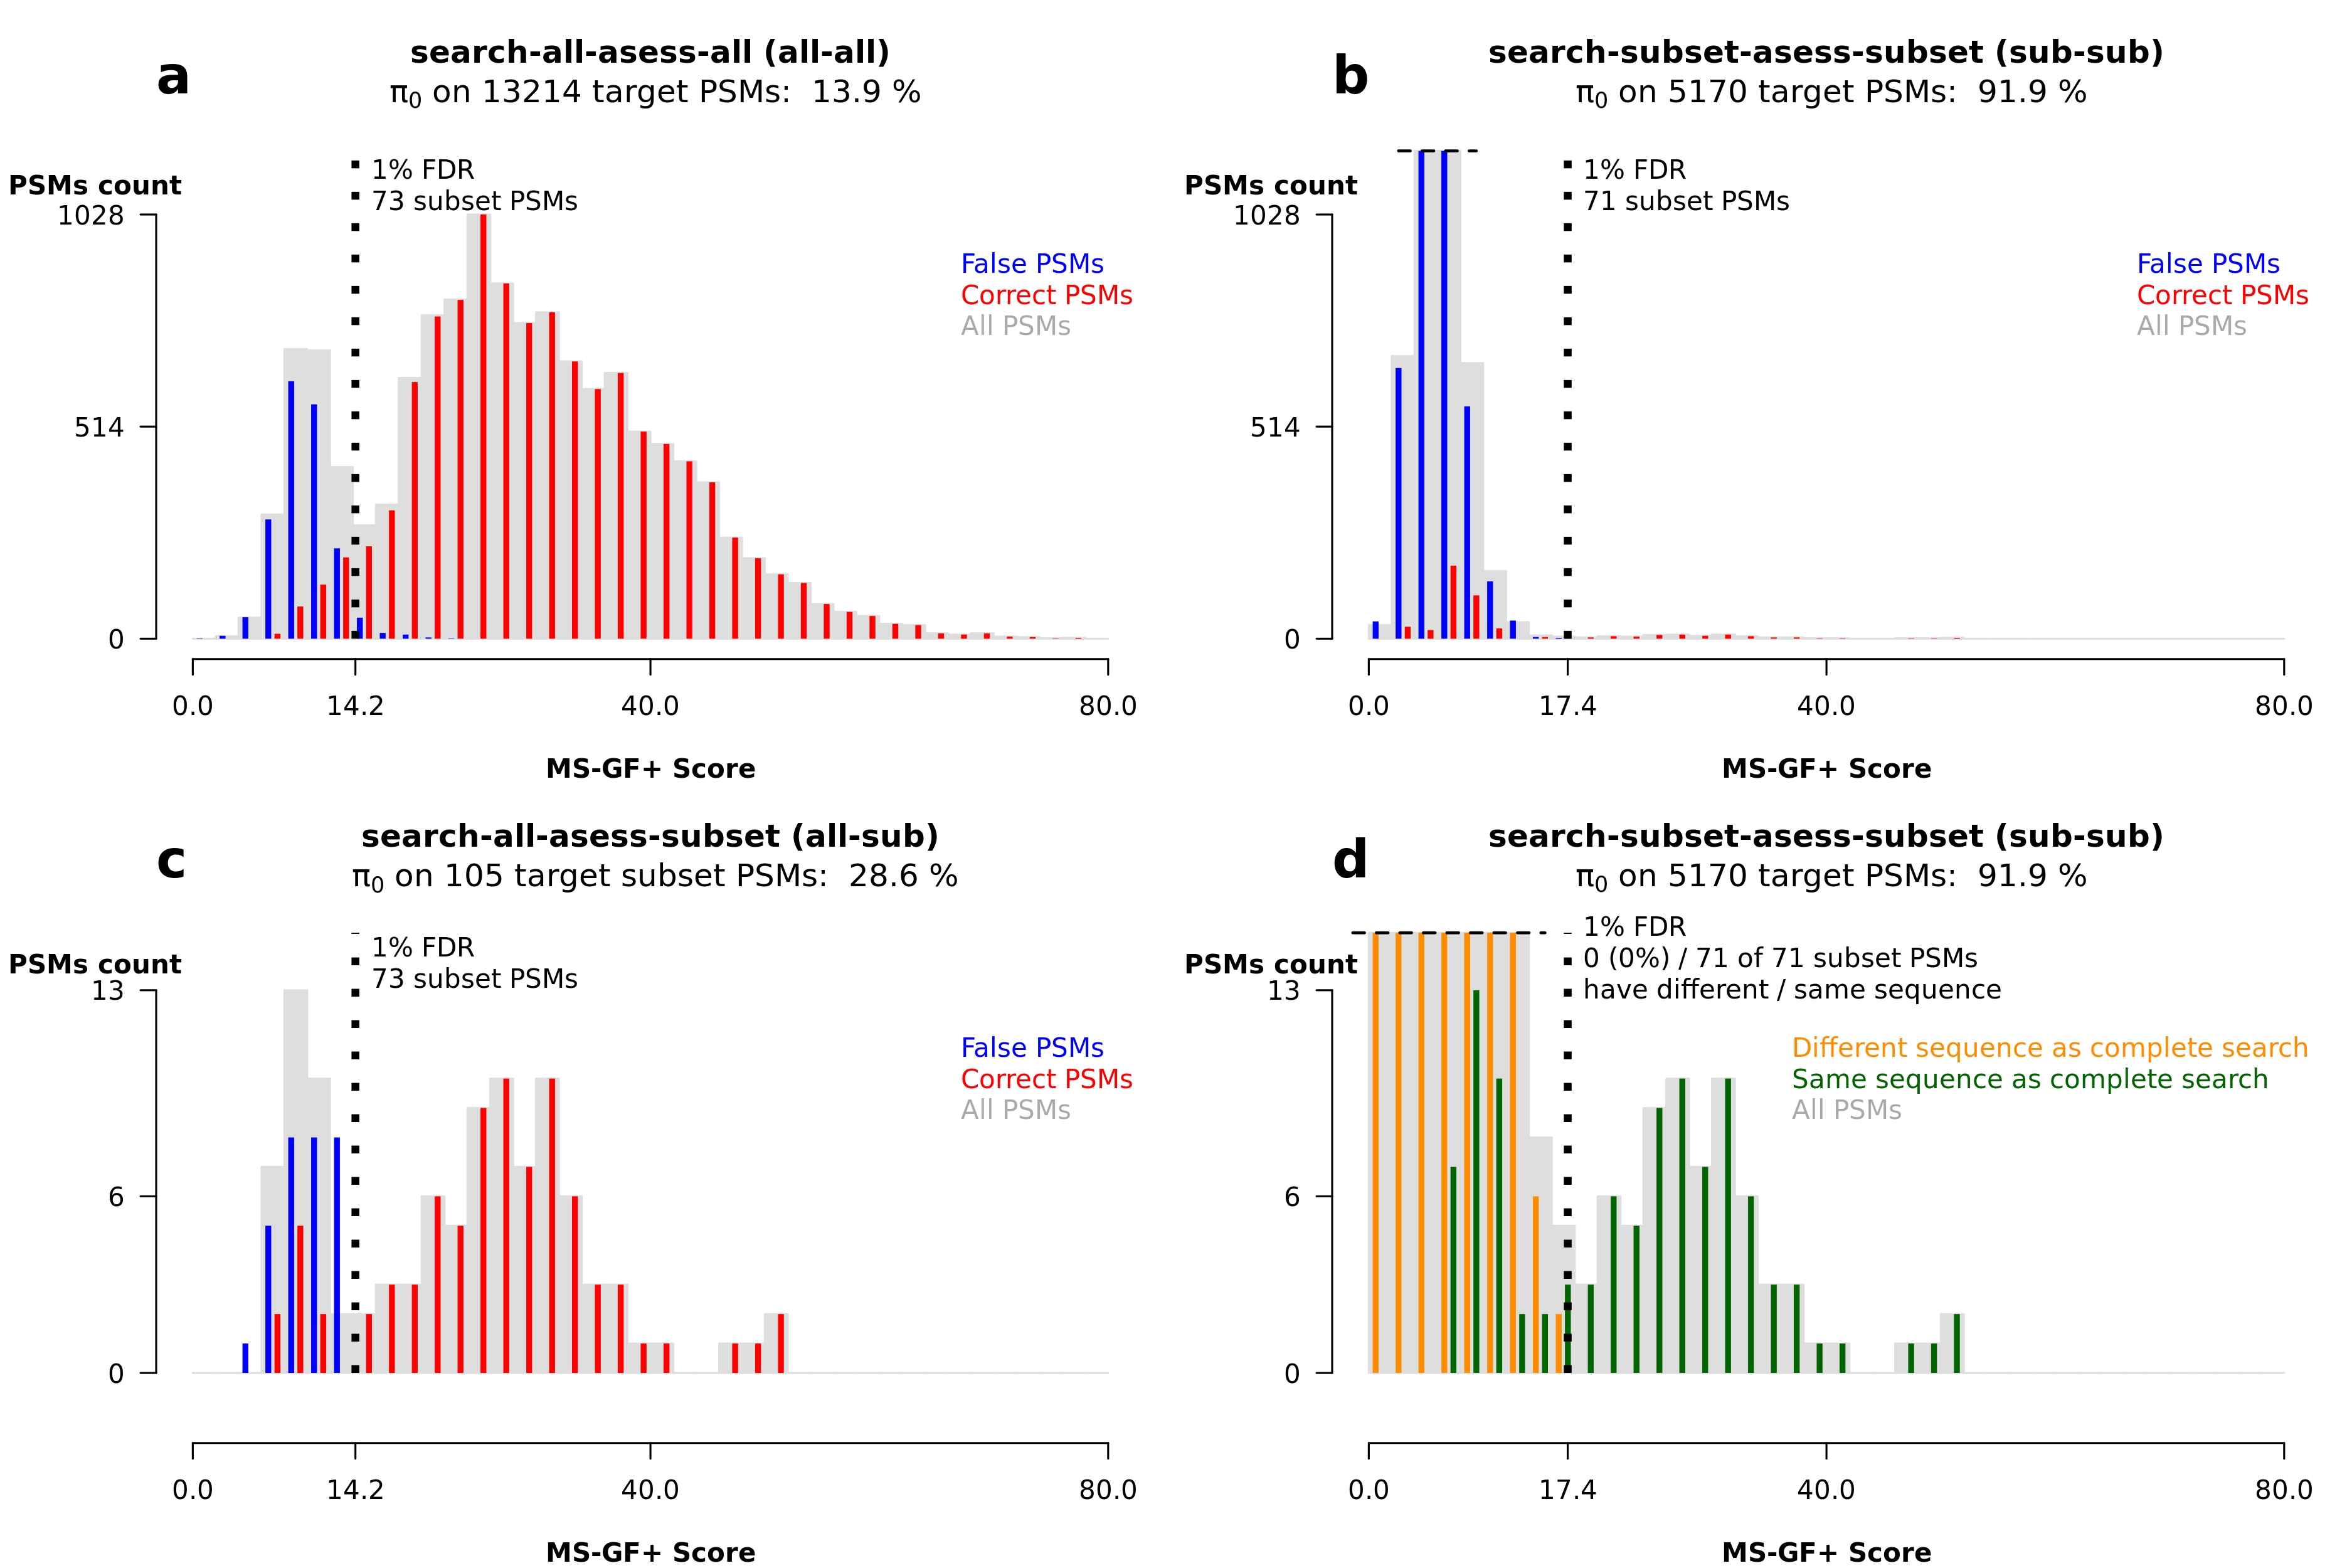 a
search-all-asess-all (all-all)
π0 on 13214 target PSMs: 13.9 %
PSMs count
1% FDR
73 subset PSMs
1028
514
0
False PSMs
Correct PSMs
All PSMs
0.0
14.2
40.0
80.0
MS-GF+ Score
b
search-subset-asess-subset (sub-sub)
π0 on 5170 target PSMs: 91.9 %
PSMs count
1% FDR
71 subset PSMs
1028
514
0
False PSMs
Correct PSMs
All PSMs
0.0
17.4
40.0
80.0
MS-GF+ Score
c
search-all-asess-subset (all-sub)
π0 on 105 target subset PSMs: 28.6 %
PSMs count
1% FDR
73 subset PSMs
13
6
0
False PSMs
Correct PSMs
All PSMs
0.0
14.2
40.0
80.0
MS-GF+ Score
d
search-subset-asess-subset (sub-sub)
π0 on 5170 target PSMs: 91.9 %
PSMs count
1% FDR
0 (0%) / 71 of 71 subset PSMs
have different / same sequence
13
6
0
Different sequence as complete search
Same sequence as complete search
All PSMs
0.0
17.4
40.0
80.0
MS-GF+ Score